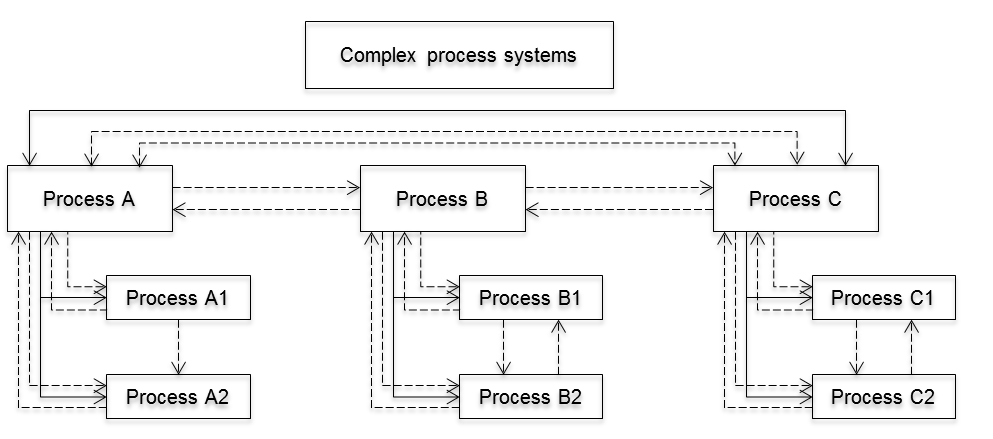 Complex process systems
Process A
Process B
Process C
Process A1
Process B1
Process C1
Process A2
Process B2
Process C2